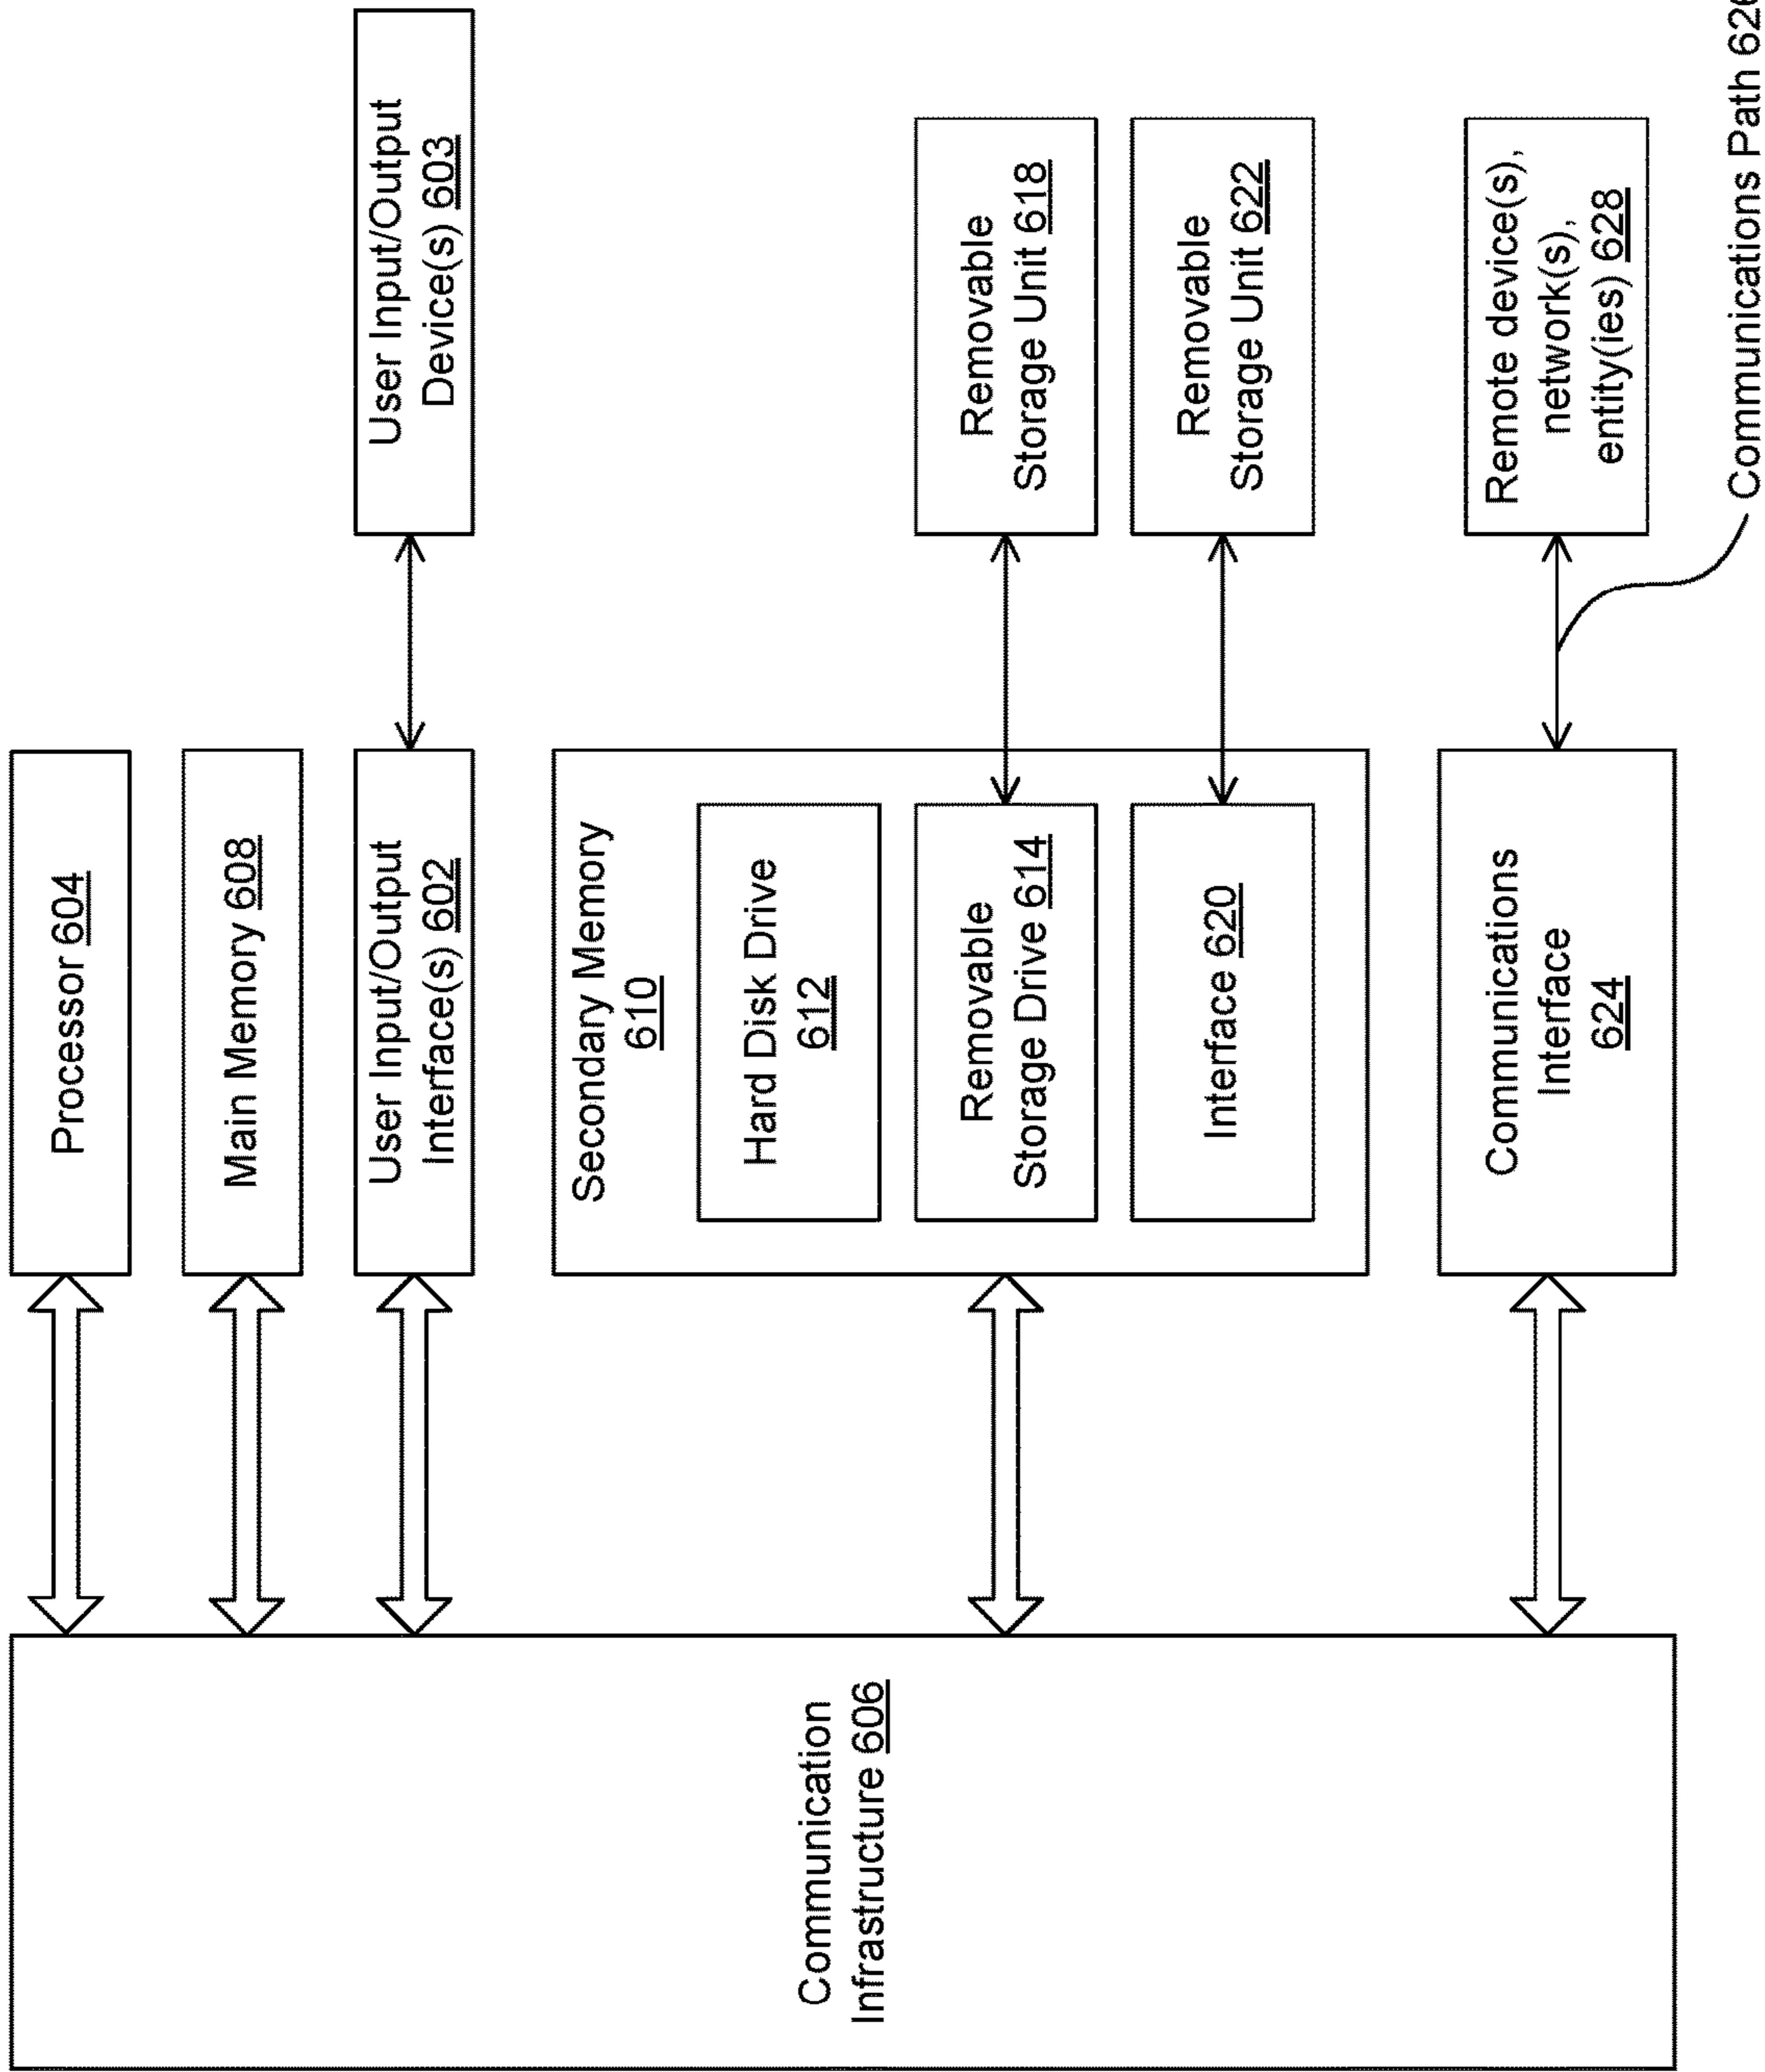 Processor 604
Main Memory 608
User Input/Output
Interface(s) 602
User Input/Output
Device(s) 603
Communication
Infrastructure 606
Secondary Memory
610
Hard Disk Drive
612
Removable
Storage Drive 614
Removable
Storage Unit 618
Interface 620
Removable
Storage Unit 622
Communications
Interface
624
Remote device(s),
network(s),
entity(ies) 628
Communications Path 626